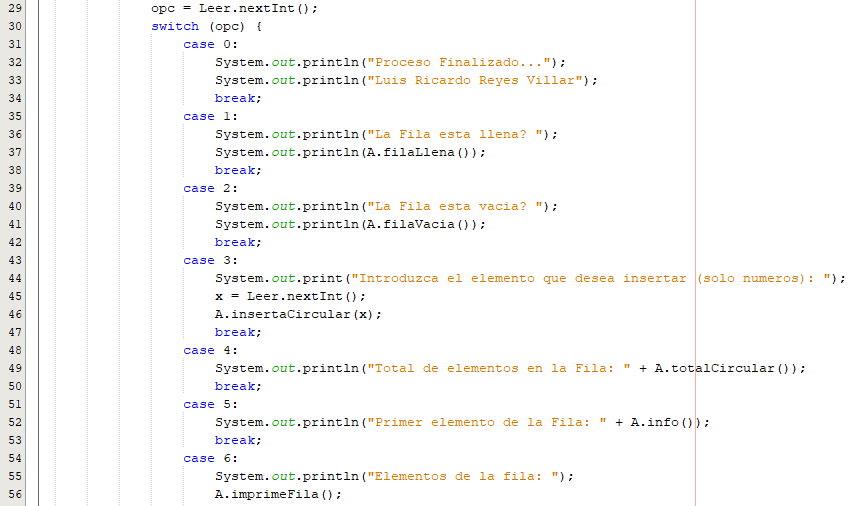 29 opc = Leer.nextInt();
30 switch (opc) {
31 case 0:
32 System.out.println("Proceso Finalizado...");
33 System.out.println("Luis Ricardo Reyes Villar");
34 break;
35 case 1:
36 System.out.println("La Fila esta llena? ");
37 System.out.println(A.filaLlena());
38 break;
39 case 2:
40 System.out.println("La Fila esta vacia? ");
41 System.out.println(A.filaVacia());
42 break;
43 case 3:
44 System.out.print("Introduzca el elemento que desea insertar (solo numeros): ");
45 x = Leer.nextInt();
46 A.insertaCircular(x);
47 break;
48 case 4:
49 System.out.println("Total de elementos en la Fila: " + A.totalCircular());
50 break;
51 case 5:
52 System.out.println("Primer elemento de la Fila: " + A.info());
53 break;
54 case 6:
55 System.out.println("Elementos de la fila: ");
56 A.imprimeFila();